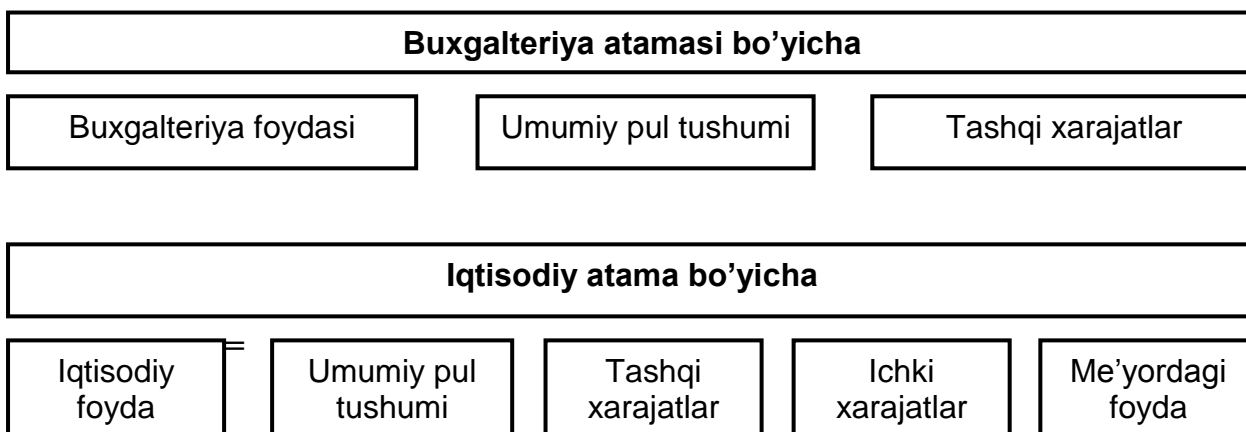 Buxgalteriya atamasi bo’yicha
Buxgalteriya foydasi
Umumiy pul tushumi
Tashqi xarajatlar
Iqtisodiy atama bo’yicha
Iqtisodiy
foyda
=
Umumiy pul
tushumi
Tashqi
xarajatlar
Ichki
xarajatlar
Me’yordagi
foyda